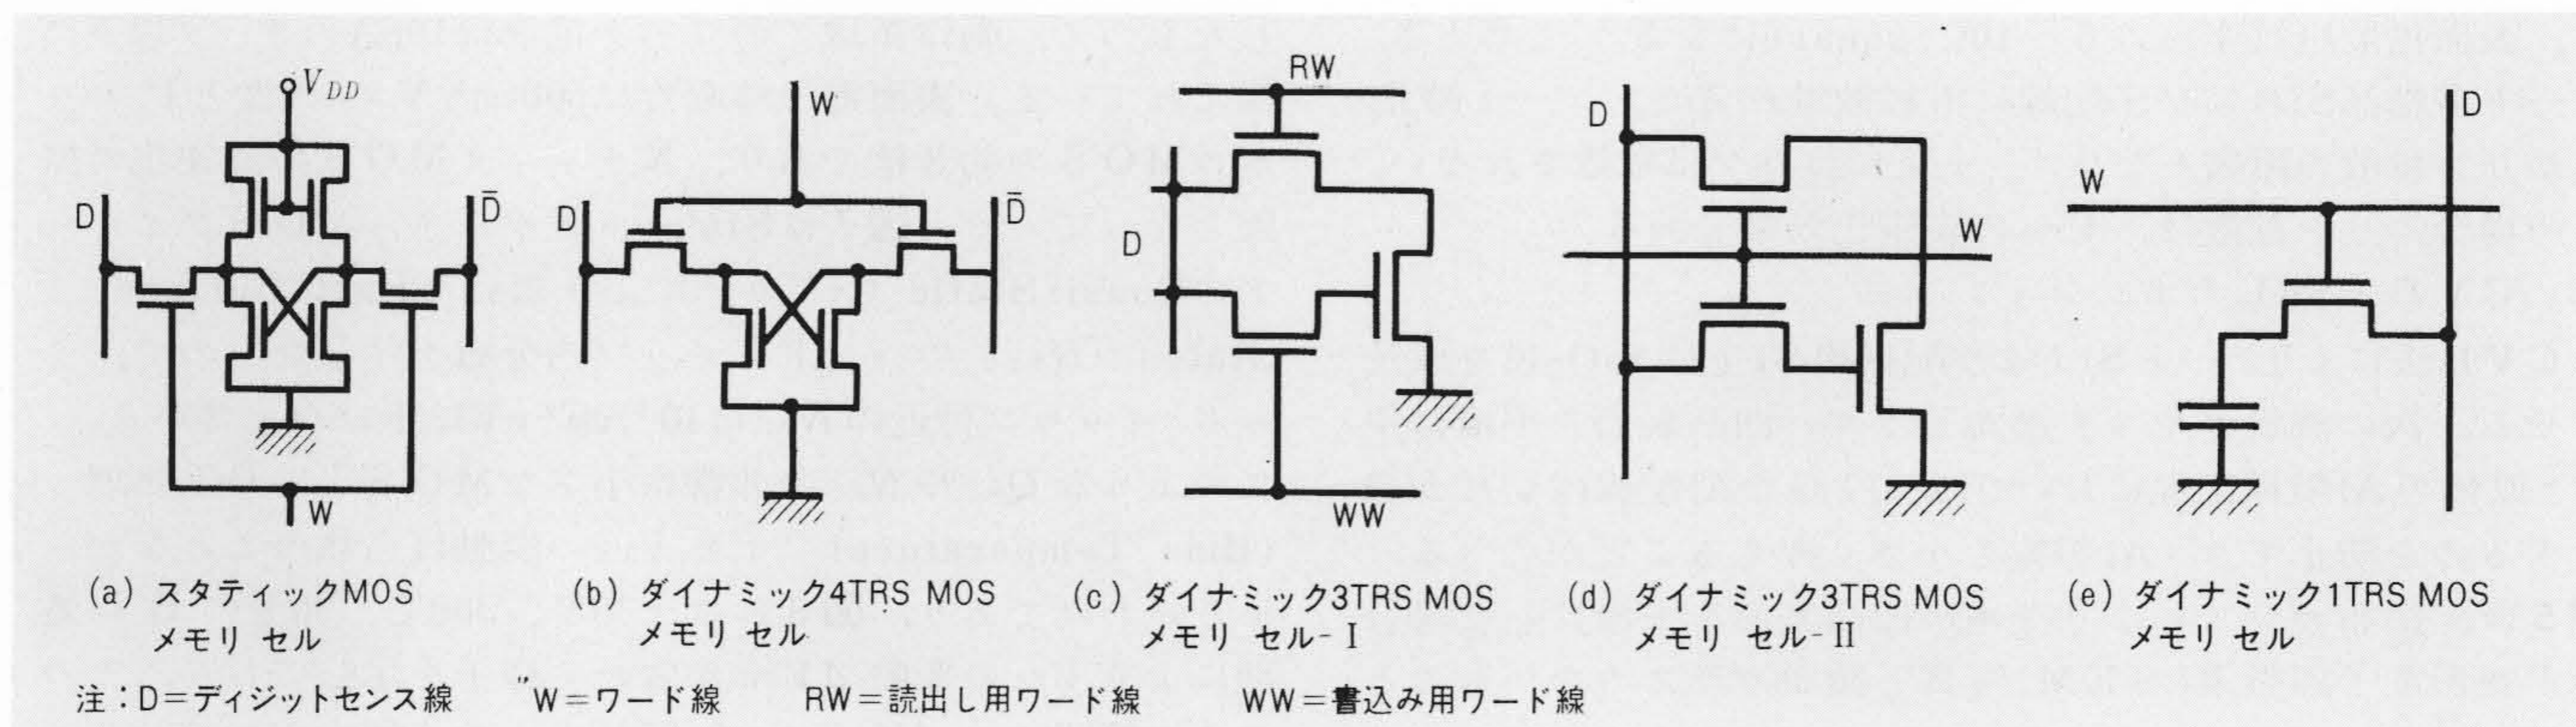 V_DD
D
D̄
W
D
W
D̄
RW
D
WW
D
W
W
D
(a) スタティックMOS
メモリ セル
(b) ダイナミック4TRS MOS
メモリ セル
(c) ダイナミック3TRS MOS
メモリ セル-I
(d) ダイナミック3TRS MOS
メモリ セル-II
(e) ダイナミック1TRS MOS
メモリ セル
注：D=ディジットセンス線　W=ワード線　RW=読出し用ワード線　WW=書込み用ワード線